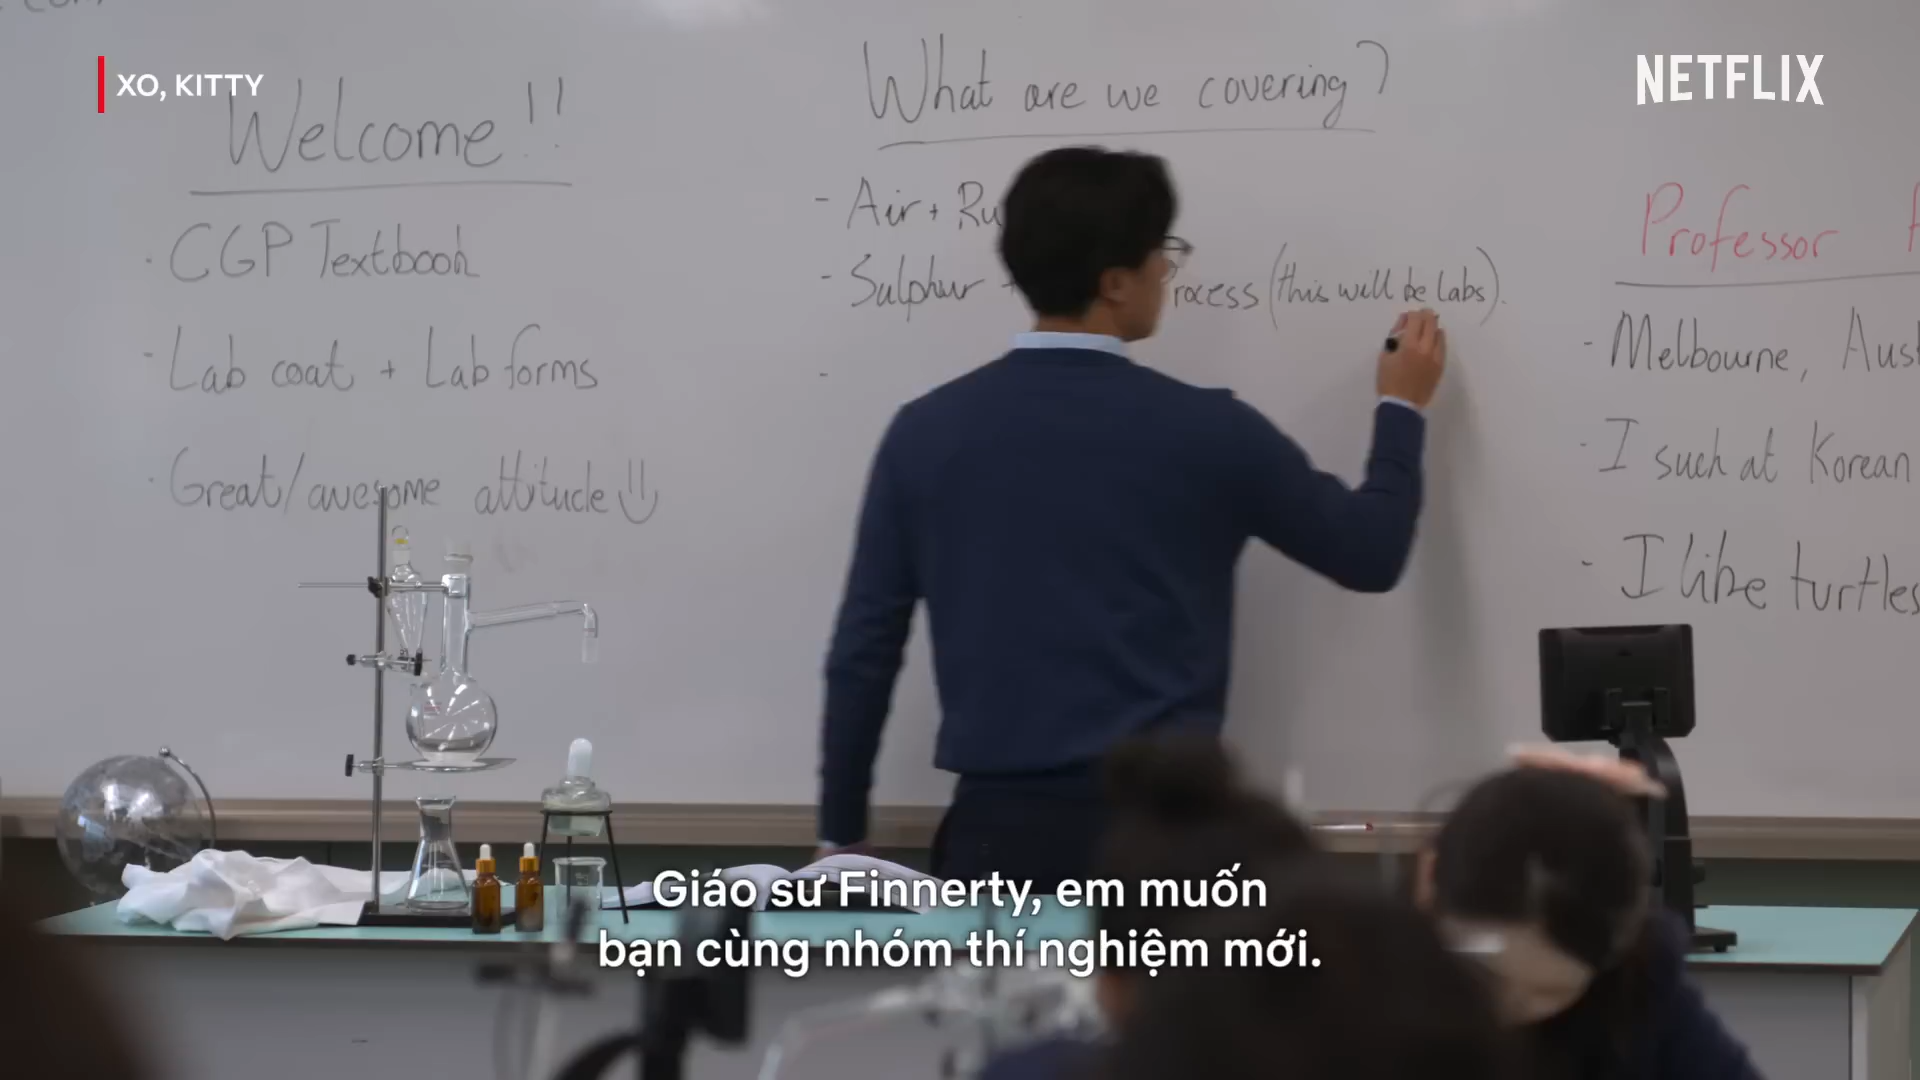 XO, KITTY
NETFLIX
Welcome!!
· CGP Textbook
· Lab coat + Lab forms
· Great/awesome attitude
What are we covering?
- Air + Ru
- Sulphur + rocess (this will be labs).
-
Professor
- Melbourne, Aus
- I such at Korean
- I like turtles
Giáo sư Finnerty, em muốn
bạn cùng nhóm thí nghiệm mới.